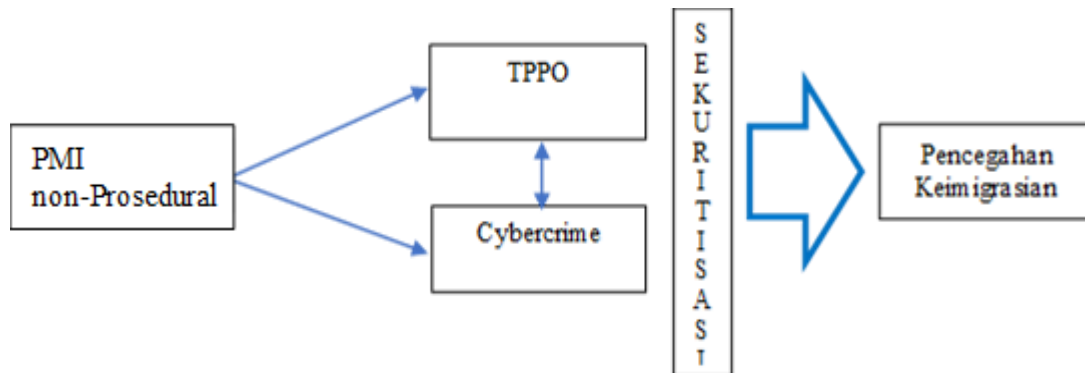 PMI
non-Prosedural
TPPO
Cybercrime
S
E
K
U
R
I
T
I
S
A
S
I
Pencegahan
Keimigrasian